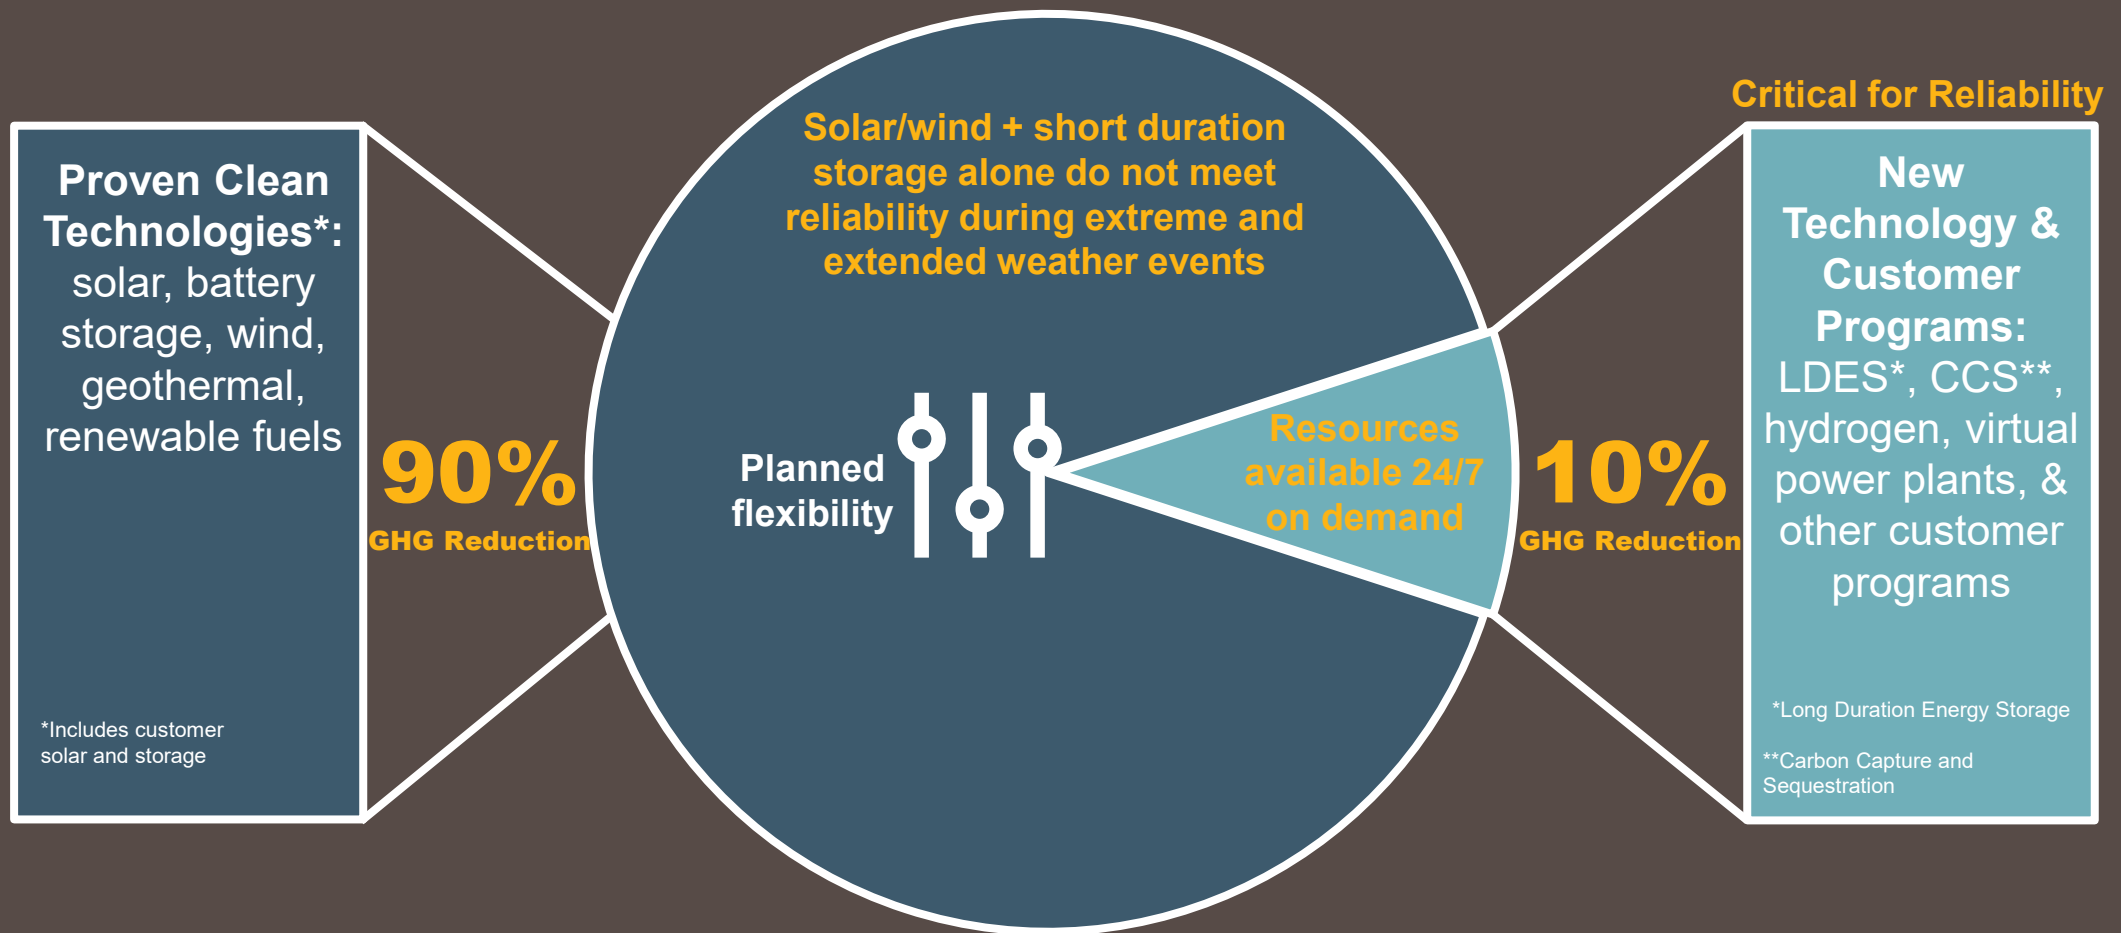 Proven Clean
Technologies*:
solar, battery
storage, wind,
geothermal,
renewable fuels
*Includes customer
solar and storage
90%
GHG Reduction
Solar/wind + short duration
storage alone do not meet
reliability during extreme and
extended weather events
Planned
flexibility
Resources
available 24/7
on demand
10%
GHG Reduction
Critical for Reliability
New
Technology &
Customer
Programs:
LDES*, CCS**,
hydrogen, virtual
power plants, &
other customer
programs
*Long Duration Energy Storage
**Carbon Capture and
Sequestration